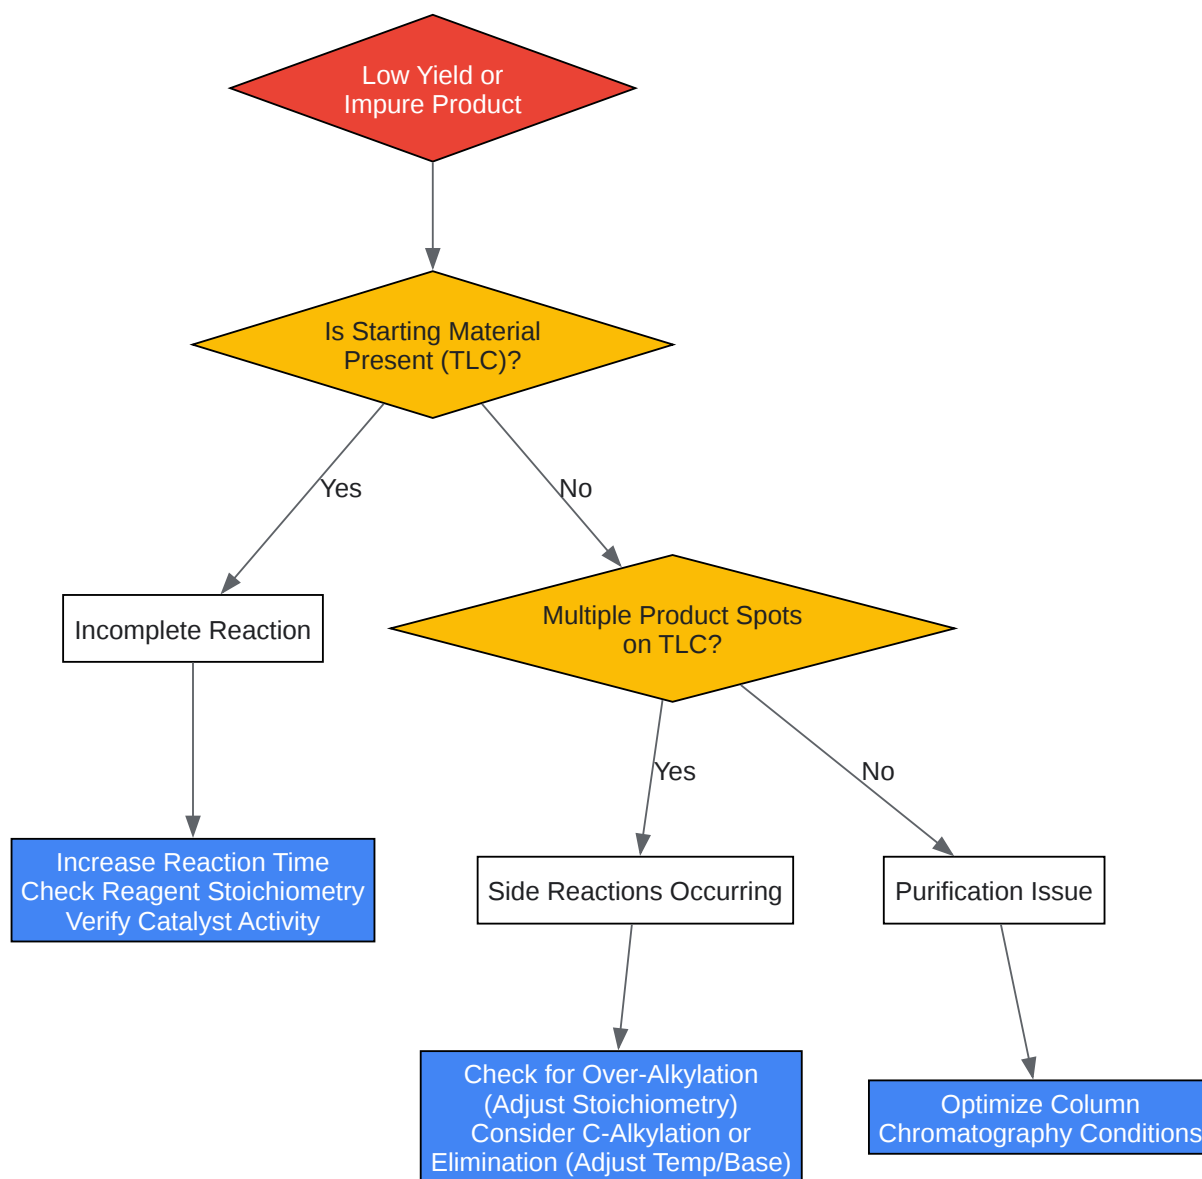 Low Yield or
Impure Product
Is Starting Material
Present (TLC)?
Yes
No
Incomplete Reaction
Multiple Product Spots
on TLC?
Yes
No
Increase Reaction Time
Check Reagent Stoichiometry
Verify Catalyst Activity
Side Reactions Occurring
Purification Issue
Check for Over-Alkylation
(Adjust Stoichiometry)
Consider C-Alkylation or
Elimination (Adjust Temp/Base)
Optimize Column
Chromatography Conditions